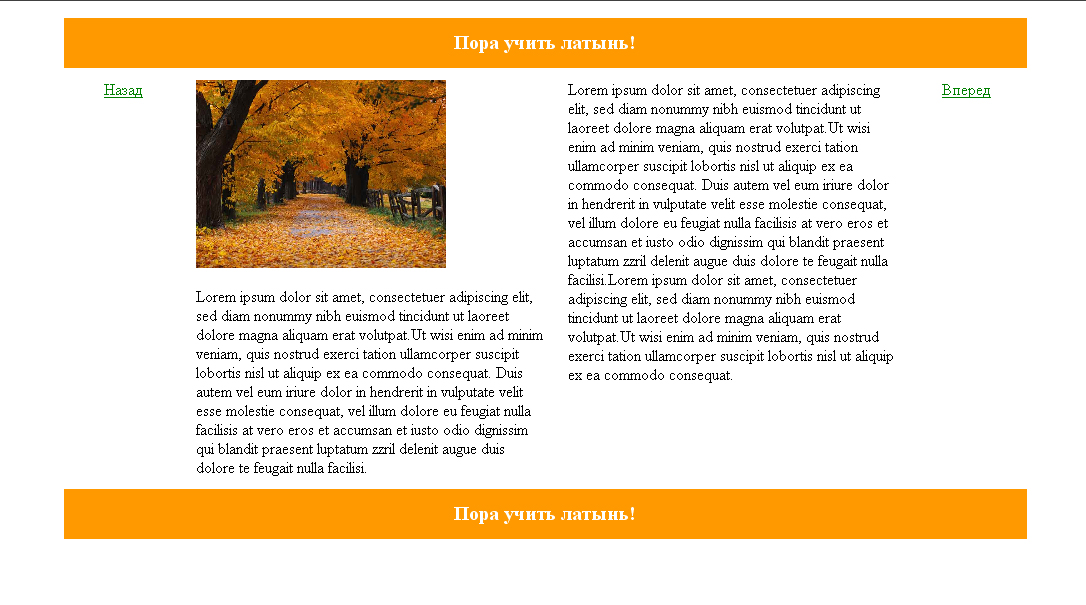 Пора учить латынь!
Назад
Lorem ipsum dolor sit amet, consectetuer adipiscing elit,
sed diam nonummy nibh euismod tincidunt ut laoreet
dolore magna aliquam erat volutpat.Ut wisi enim ad minim
veniam, quis nostrud exerci tation ullamcorper suscipit
lobortis nisl ut aliquip ex ea commodo consequat. Duis
autem vel eum iriure dolor in hendrerit in vulputate velit
esse molestie consequat, vel illum dolore eu feugiat nulla
facilisis at vero eros et accumsan et iusto odio dignissim
qui blandit praesent luptatum zzril delenit augue duis
dolore te feugait nulla facilisi.
Lorem ipsum dolor sit amet, consectetuer adipiscing
elit, sed diam nonummy nibh euismod tincidunt ut
laoreet dolore magna aliquam erat volutpat.Ut wisi
enim ad minim veniam, quis nostrud exerci tation
ullamcorper suscipit lobortis nisl ut aliquip ex ea
commodo consequat. Duis autem vel eum iriure dolor
in hendrerit in vulputate velit esse molestie consequat,
vel illum dolore eu feugiat nulla facilisis at vero eros et
accumsan et iusto odio dignissim qui blandit praesent
luptatum zzril delenit augue duis dolore te feugait nulla
facilisi.Lorem ipsum dolor sit amet, consectetuer
adipiscing elit, sed diam nonummy nibh euismod
tincidunt ut laoreet dolore magna aliquam erat
volutpat.Ut wisi enim ad minim veniam, quis nostrud
exerci tation ullamcorper suscipit lobortis nisl ut aliquip
ex ea commodo consequat.
Вперед
Пора учить латынь!